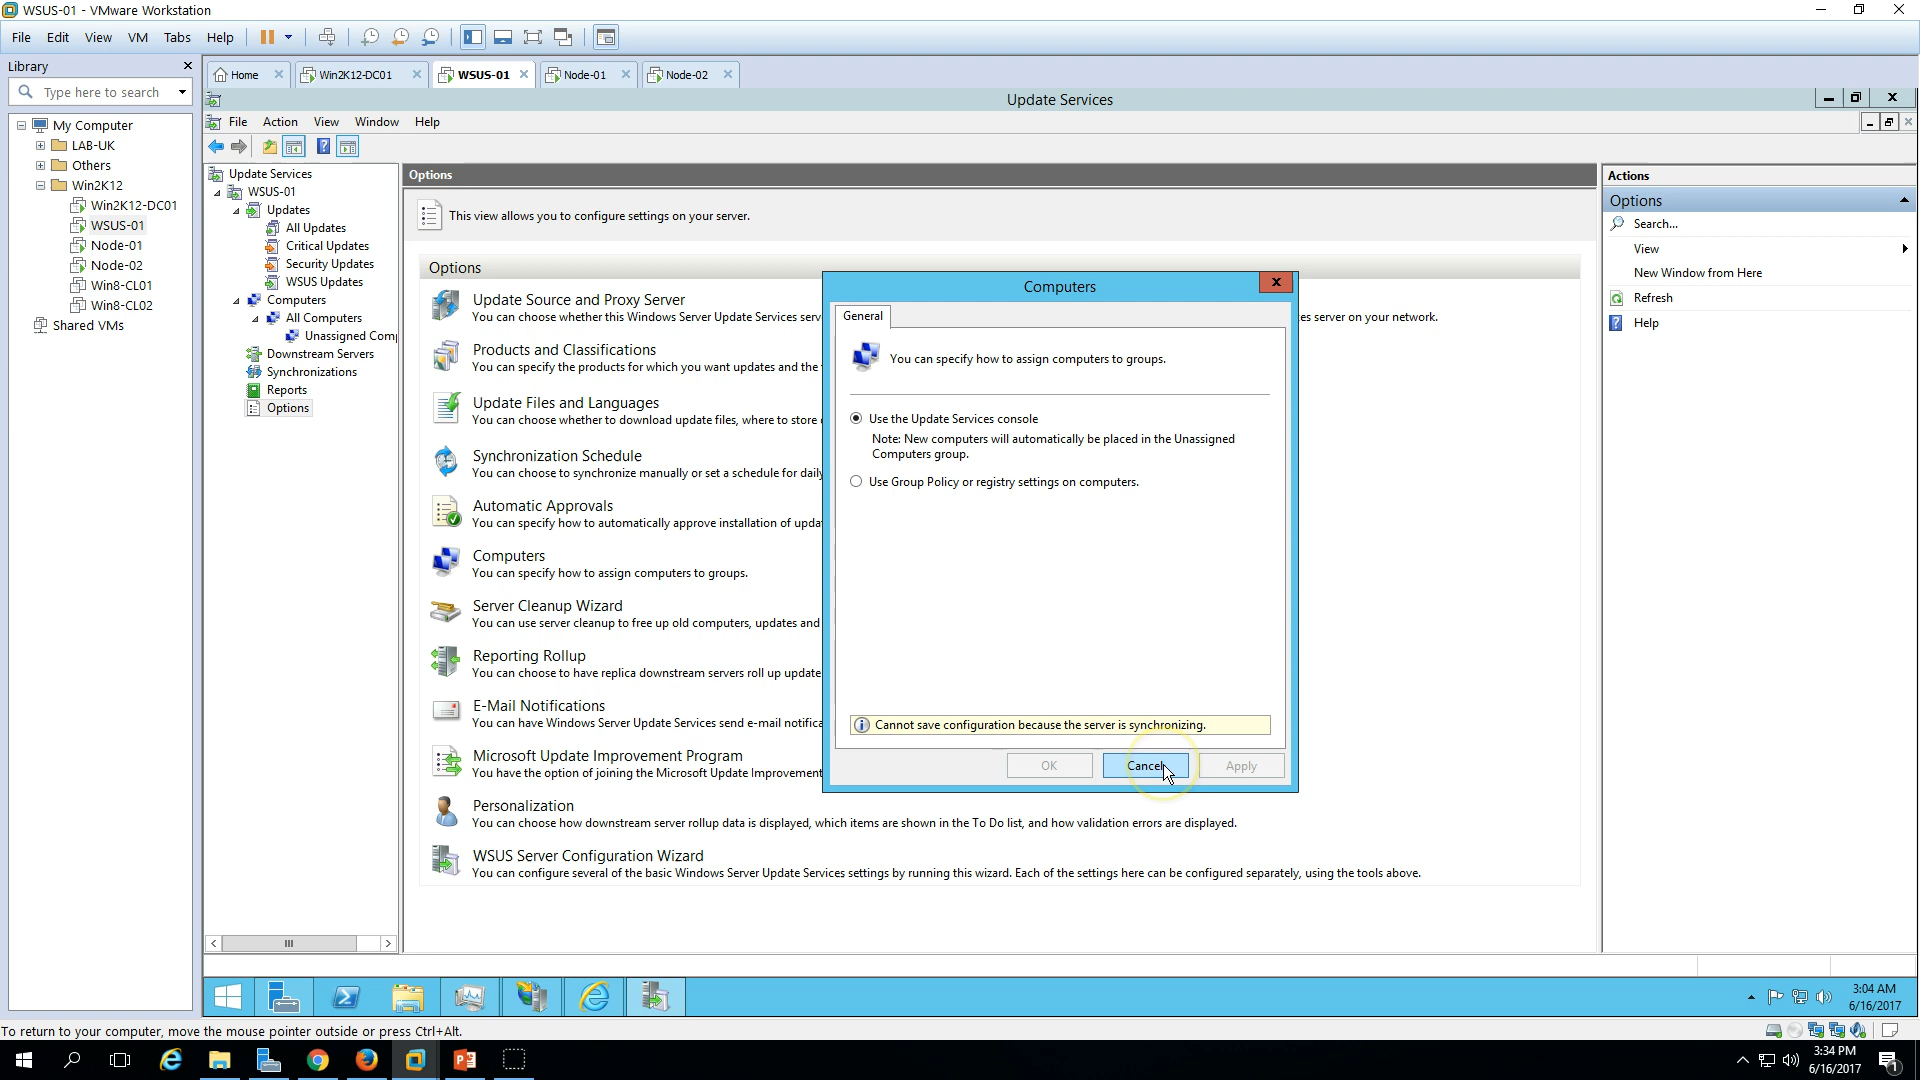 WSUS-01 - VMware Workstation
File Edit View VM Tabs Help
Library
Type here to search
My Computer
LAB-UK
Others
Win2K12
Win2K12-DC01
WSUS-01
Node-01
Node-02
Win8-CL01
Win8-CL02
Shared VMs
Home Win2K12-DC01 WSUS-01 Node-01 Node-02
Update Services
File Action View Window Help
Update Services
WSUS-01
Updates
All Updates
Critical Updates
Security Updates
WSUS Updates
Computers
All Computers
Unassigned Com
Downstream Servers
Synchronizations
Reports
Options
Options
This view allows you to configure settings on your server.
Options
Update Source and Proxy Server
You can choose whether this Windows Server Update Services serv es server on your network.
Products and Classifications
You can specify the products for which you want updates and the
Update Files and Languages
You can choose whether to download update files, where to store
Synchronization Schedule
You can choose to synchronize manually or set a schedule for daily
Automatic Approvals
You can specify how to automatically approve installation of upda
Computers
You can specify how to assign computers to groups.
Server Cleanup Wizard
You can use server cleanup to free up old computers, updates and
Reporting Rollup
You can choose to have replica downstream servers roll up update
E-Mail Notifications
You can have Windows Server Update Services send e-mail notifica
Microsoft Update Improvement Program
You have the option of joining the Microsoft Update Improvement
Personalization
You can choose how downstream server rollup data is displayed, which items are shown in the To Do list, and how validation errors are displayed.
WSUS Server Configuration Wizard
You can configure several of the basic Windows Server Update Services settings by running this wizard. Each of the settings here can be configured separately, using the tools above.
Computers
General
You can specify how to assign computers to groups.
Use the Update Services console
Note: New computers will automatically be placed in the Unassigned
Computers group.
Use Group Policy or registry settings on computers.
Cannot save configuration because the server is synchronizing.
OK Cancel Apply
Actions
Options
Search...
View
New Window from Here
Refresh
Help
3:04 AM
6/16/2017
To return to your computer, move the mouse pointer outside or press Ctrl+Alt.
3:34 PM
6/16/2017
1